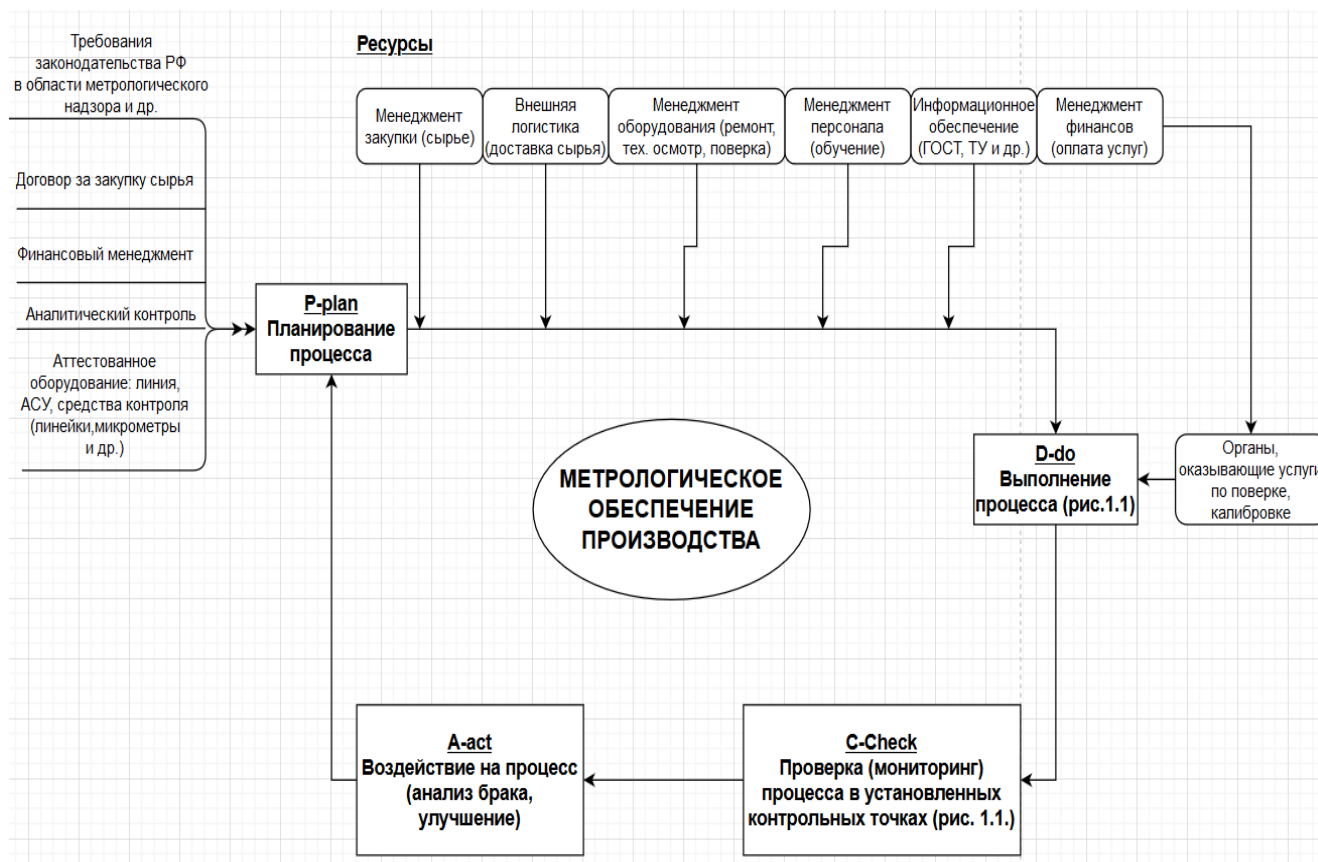 Требования
законодательства РФ
в области метрологического
надзора и др.
Договор за закупку сырья
Финансовый менеджмент
Аналитический контроль
Аттестованное
оборудование: линия,
АСУ, средства контроля
(линейки,микрометры
и др.)
Ресурсы
Менеджмент
закупки (сырье)
Внешняя
логистика
(доставка сырья)
Менеджмент
оборудования (ремонт,
тех. осмотр, поверка)
Менеджмент
персонала
(обучение)
Информационное
обеспечение
(ГОСТ, ТУ и др.)
Менеджмент
финансов
(оплата услуг)
P-plan
Планирование
процесса
МЕТРОЛОГИЧЕСКОЕ
ОБЕСПЕЧЕНИЕ
ПРОИЗВОДСТВА
D-do
Выполнение
процесса (рис.1.1)
Органы,
оказывающие услуги
по поверке,
калибровке
A-act
Воздействие на процесс
(анализ брака,
улучшение)
C-Check
Проверка (мониторинг)
процесса в установленных
контрольных точках (рис. 1.1.)